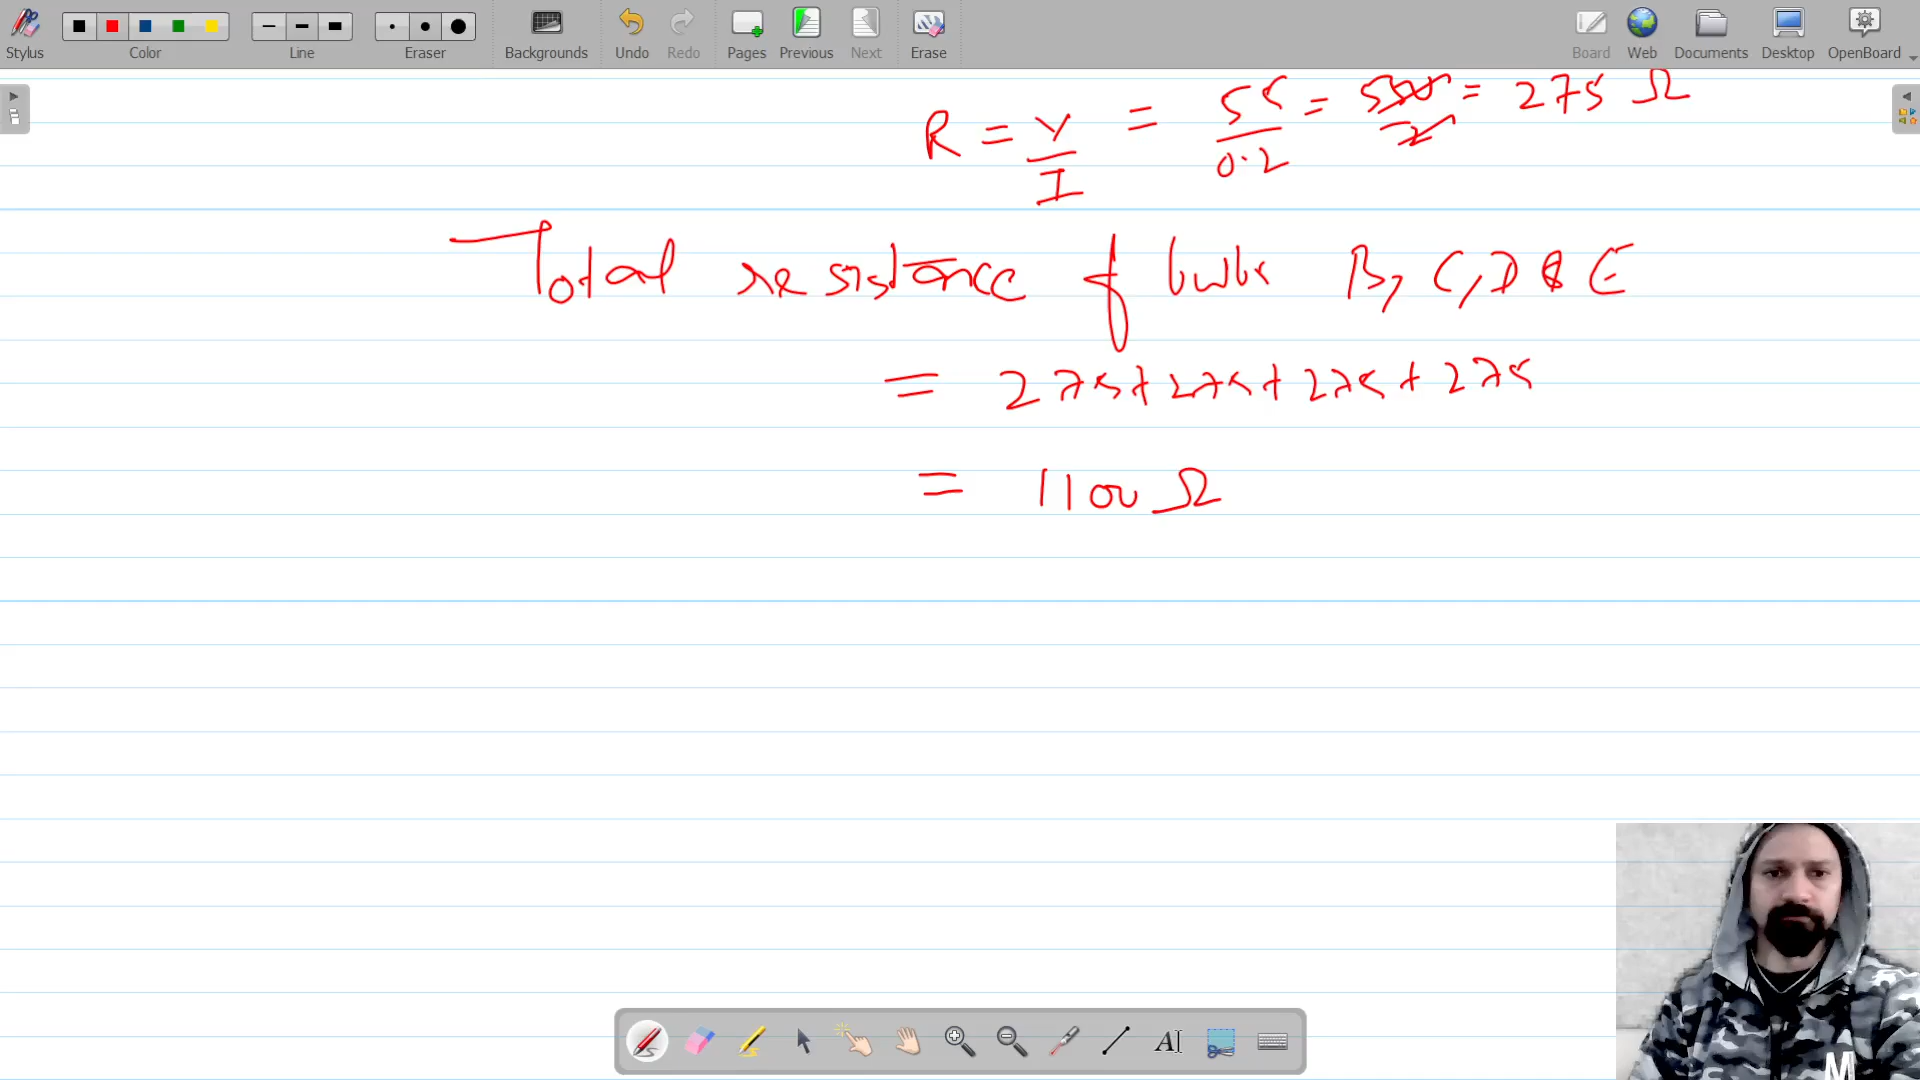 Stylus Color Line Eraser Backgrounds Undo Redo Pages Previous Next Erase Board Web Documents Desktop OpenBoard
R = V/I = 55/0.2 = 550/2 = 275 Ω
Total resistance of bulbs B, C, D & E
= 275+275+275+275
= 1100 Ω
M